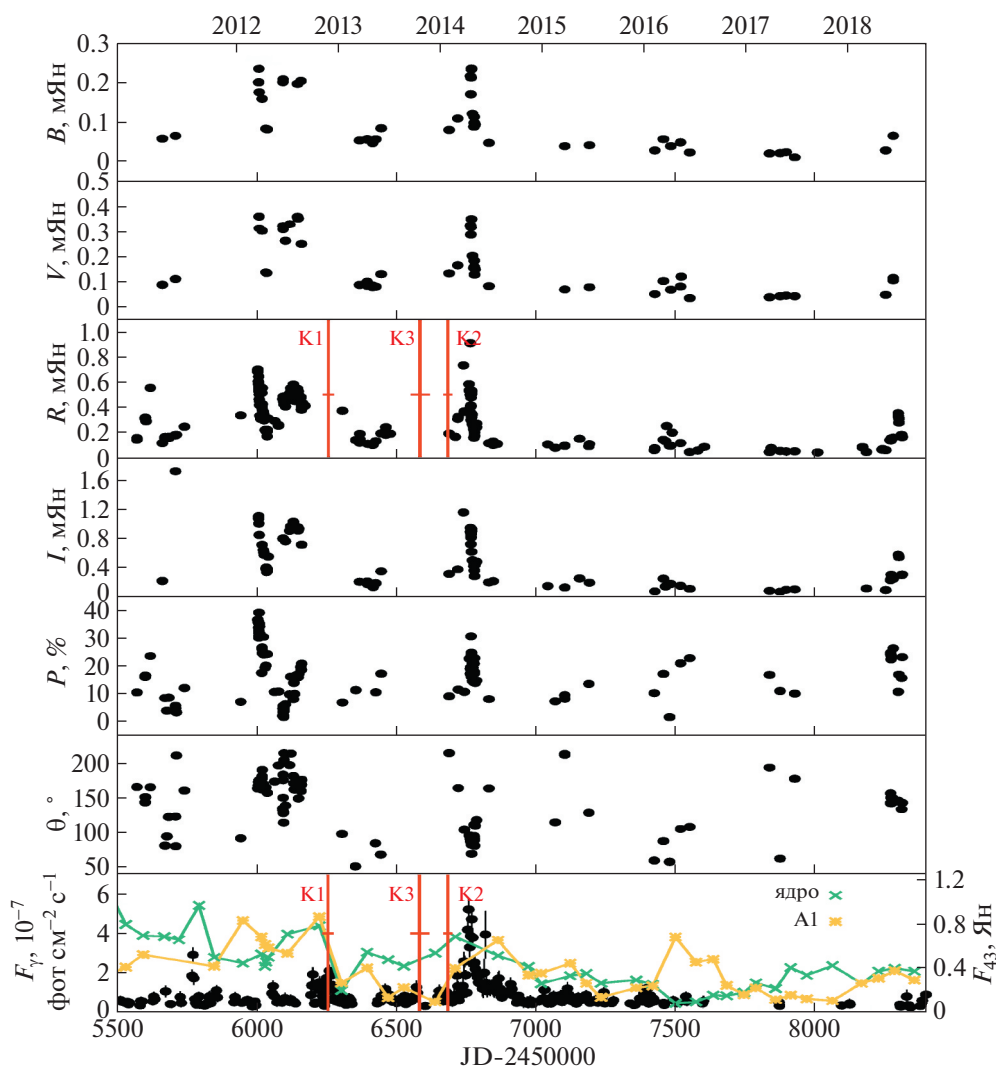 2012 2013 2014 2015 2016 2017 2018
0.3
0.2
0.1
0
B, мЯн
0.5
0.4
0.3
0.2
0.1
0
V, мЯн
K1 K3 K2
1.0
0.8
0.6
0.4
0.2
0
R, мЯн
1.6
1.2
0.8
0.4
0
I, мЯн
40
30
20
10
0
P, %
200
150
100
50
θ, °
K1 K3 K2
ядро
A1
6
4
2
0
F_γ, 10⁻⁷
фот см⁻² с⁻¹
1.2
0.8
0.4
0
F₄₃, Ян
5500 6000 6500 7000 7500 8000
JD-2450000